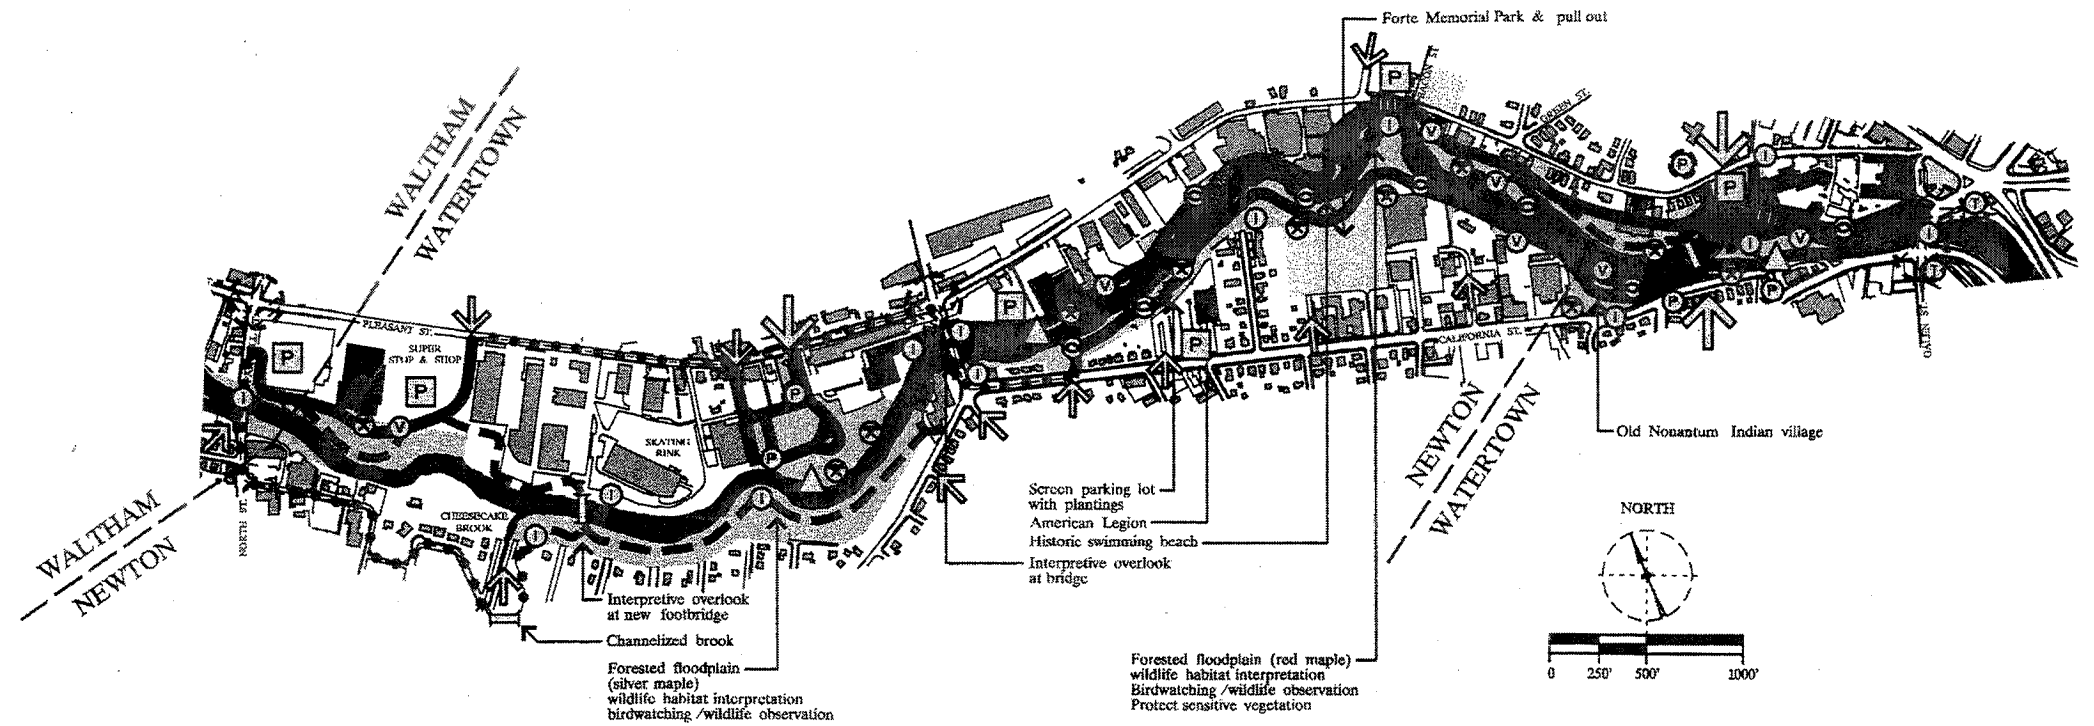 Forte Memorial Park & pull out
WALTHAM
WATERTOWN
P
GREEN ST.
I
V
V
P
I
P
I
V
T
I
T
V
V
P
P
I
I
V
P
I
I
I
PLEASANT ST.
SUPER
STOP & SHOP
P
P
I
V
P
P
CALIFORNIA ST.
GALEN ST.
SKATING
RINK
I
I
CHEESECAKE
BROOK
I
NORTH ST.
WALTHAM
NEWTON
NEWTON
WATERTOWN
Old Nonantum Indian village
Screen parking lot
with plantings
American Legion
Historic swimming beach
Interpretive overlook
at bridge
Interpretive overlook
at new footbridge
Channelized brook
Forested floodplain
(silver maple)
wildlife habitat interpretation
birdwatching /wildlife observation
Forested floodplain (red maple)
wildlife habitat interpretation
Birdwatching /wildlife observation
Protect sensitive vegetation
NORTH
0 250' 500' 1000'